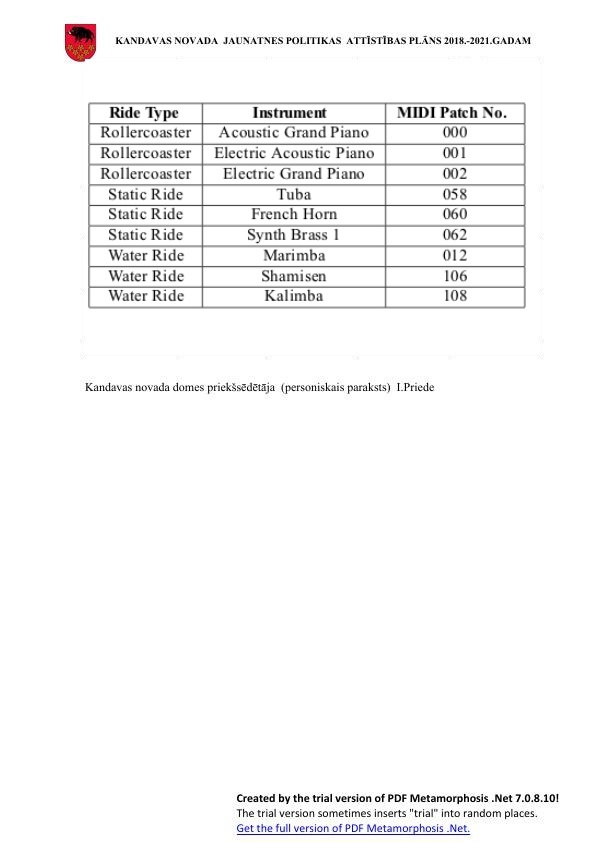 KANDAVAS NOVADA JAUNATNES POLITIKAS ATTĪSTĪBAS PLĀNS 2018.-2021.GADAM
Ride Type Instrument MIDI Patch No.
Rollercoaster Acoustic Grand Piano 000
Rollercoaster Electric Acoustic Piano 001
Rollercoaster Electric Grand Piano 002
Static Ride Tuba 058
Static Ride French Horn 060
Static Ride Synth Brass 1 062
Water Ride Marimba 012
Water Ride Shamisen 106
Water Ride Kalimba 108
Kandavas novada domes priekšsēdētāja (personiskais paraksts) I.Priede
Created by the trial version of PDF Metamorphosis .Net 7.0.8.10!
The trial version sometimes inserts "trial" into random places.
Get the full version of PDF Metamorphosis .Net.